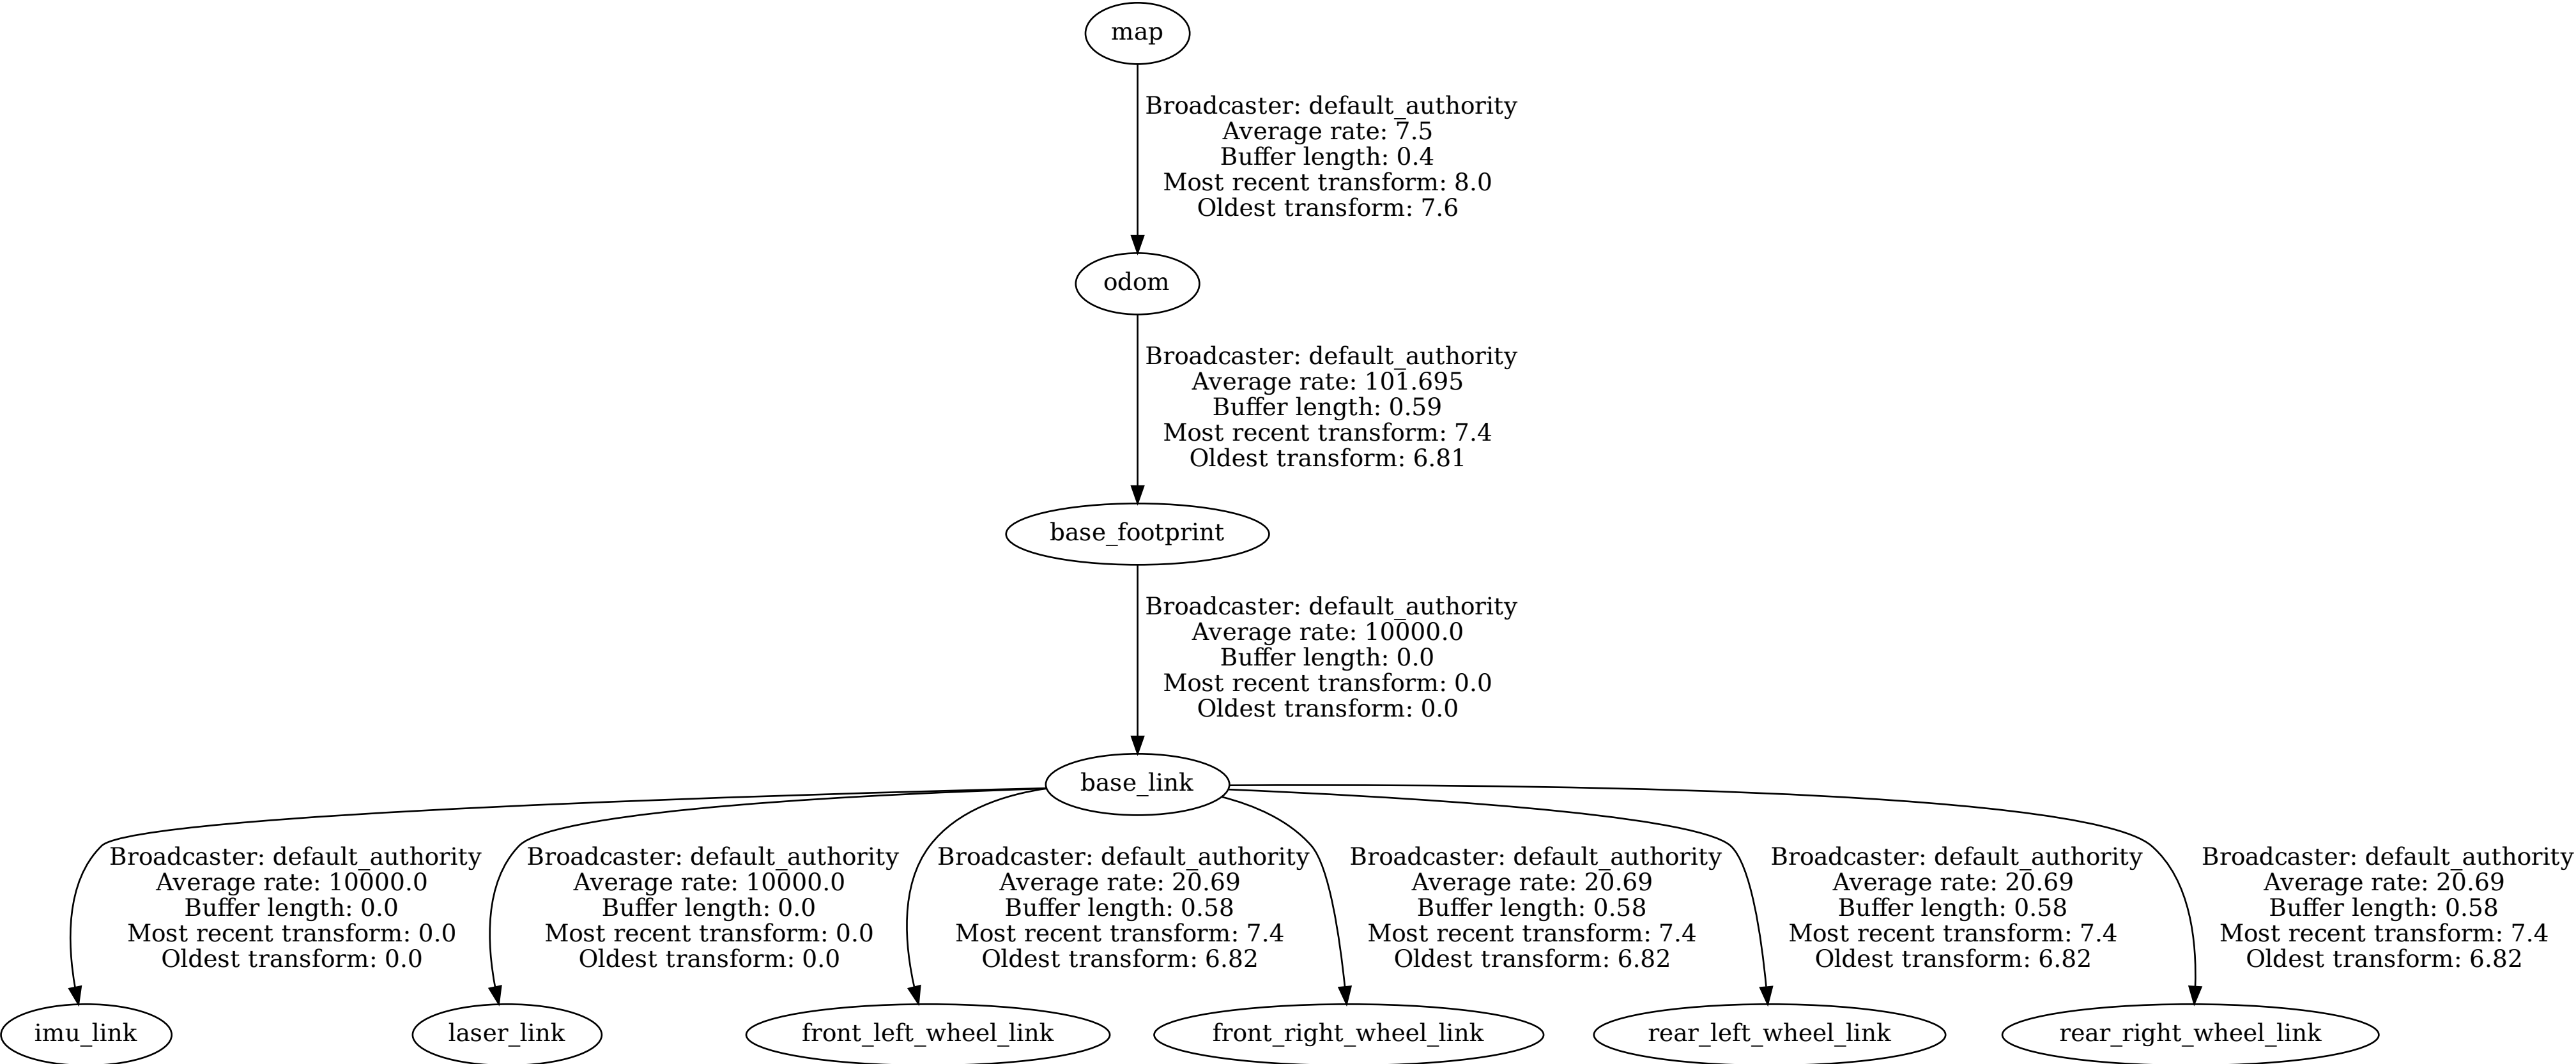 map
Broadcaster: default_authority
Average rate: 7.5
Buffer length: 0.4
Most recent transform: 8.0
Oldest transform: 7.6
odom
Broadcaster: default_authority
Average rate: 101.695
Buffer length: 0.59
Most recent transform: 7.4
Oldest transform: 6.81
base_footprint
Broadcaster: default_authority
Average rate: 10000.0
Buffer length: 0.0
Most recent transform: 0.0
Oldest transform: 0.0
base_link
Broadcaster: default_authority
Average rate: 10000.0
Buffer length: 0.0
Most recent transform: 0.0
Oldest transform: 0.0
Broadcaster: default_authority
Average rate: 10000.0
Buffer length: 0.0
Most recent transform: 0.0
Oldest transform: 0.0
Broadcaster: default_authority
Average rate: 20.69
Buffer length: 0.58
Most recent transform: 7.4
Oldest transform: 6.82
Broadcaster: default_authority
Average rate: 20.69
Buffer length: 0.58
Most recent transform: 7.4
Oldest transform: 6.82
Broadcaster: default_authority
Average rate: 20.69
Buffer length: 0.58
Most recent transform: 7.4
Oldest transform: 6.82
Broadcaster: default_authority
Average rate: 20.69
Buffer length: 0.58
Most recent transform: 7.4
Oldest transform: 6.82
imu_link
laser_link
front_left_wheel_link
front_right_wheel_link
rear_left_wheel_link
rear_right_wheel_link